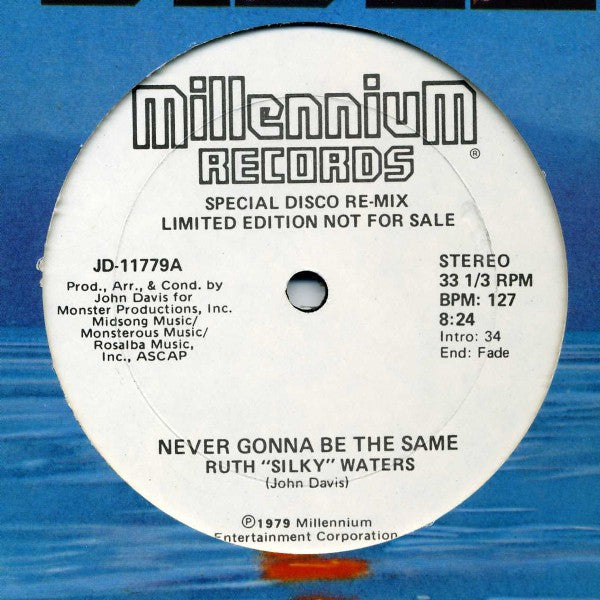 Millennium
RECORDS
®
SPECIAL DISCO RE-MIX
LIMITED EDITION NOT FOR SALE
JD-11779A
Prod., Arr., & Cond. by
John Davis for
Monster Productions, Inc.
Midsong Music/
Monsterous Music/
Rosalba Music,
Inc., ASCAP
STEREO
33 1/3 RPM
BPM: 127
8:24
Intro: 34
End: Fade
NEVER GONNA BE THE SAME
RUTH "SILKY" WATERS
(John Davis)
℗1979 Millennium
Entertainment Corporation